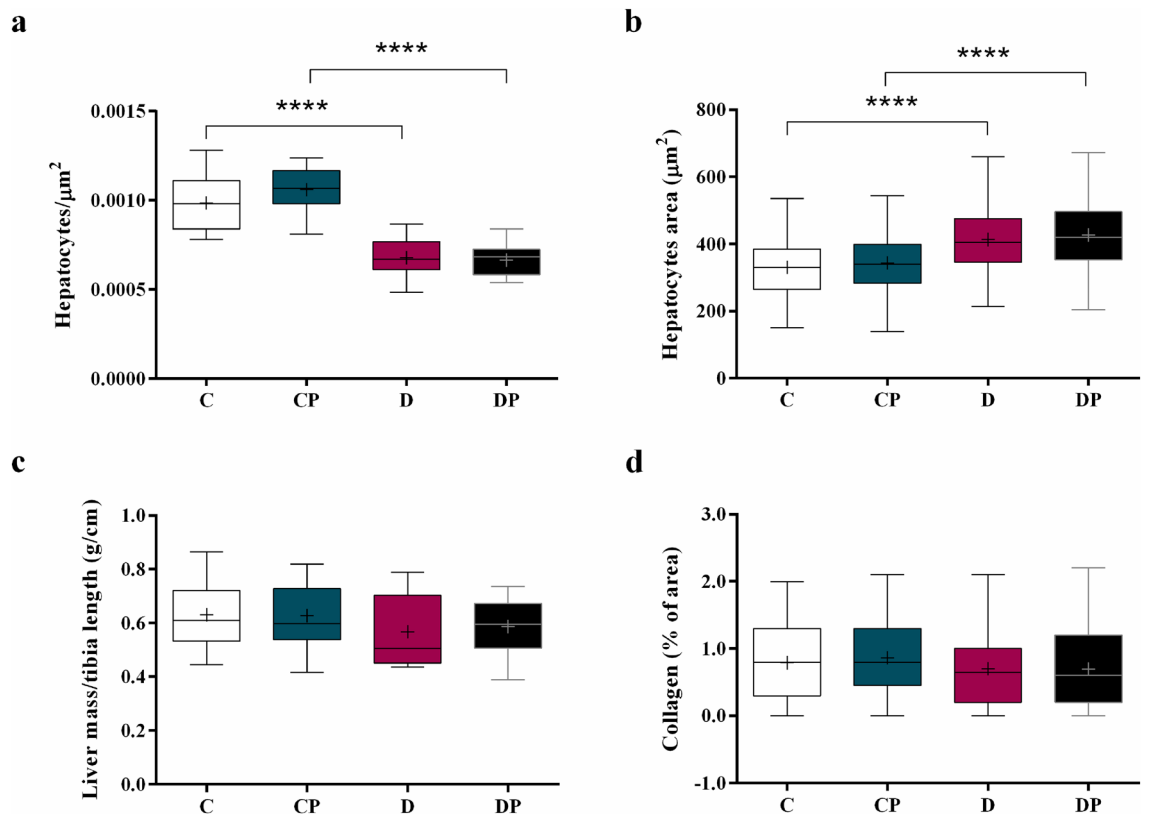 a
****
****
0.0015
0.0010
0.0005
0.0000
Hepatocytes/μm²
C CP D DP
b
****
****
800
600
400
200
0
Hepatocytes area (μm²)
C CP D DP
c
1.0
0.8
0.6
0.4
0.2
0.0
Liver mass/tibia length (g/cm)
C CP D DP
d
3.0
2.0
1.0
0.0
-1.0
Collagen (% of area)
C CP D DP